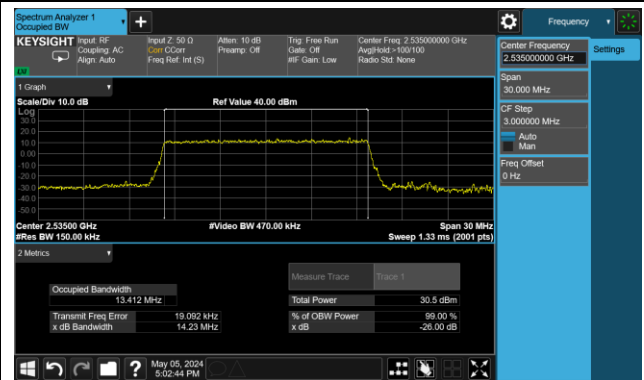 Spectrum Analyzer 1
Occupied BW
Frequency
KEYSIGHT
Input: RF
Coupling: AC
Align: Auto
Input Z: 50 Ω
Corr CCorr
Freq Ref: Int (S)
Atten: 10 dB
Preamp: Off
Trig: Free Run
Gate: Off
#IF Gain: Low
Center Freq: 2.535000000 GHz
Avg|Hold:>100/100
Radio Std: None
LXI
Center Frequency
2.535000000 GHz
Settings
Span
30.000 MHz
CF Step
3.000000 MHz
Auto
Man
Freq Offset
0 Hz
1 Graph
Scale/Div 10.0 dB
Ref Value 40.00 dBm
Log
30.0
20.0
10.0
0.00
-10.0
-20.0
-30.0
-40.0
-50.0
Center 2.53500 GHz
#Video BW 470.00 kHz
Span 30 MHz
#Res BW 150.00 kHz
Sweep 1.33 ms (2001 pts)
2 Metrics
Measure Trace
Trace 1
Occupied Bandwidth
13.412 MHz
Total Power
30.5 dBm
Transmit Freq Error
19.092 kHz
% of OBW Power
99.00 %
x dB Bandwidth
14.23 MHz
x dB
-26.00 dB
?
May 05, 2024
5:02:44 PM